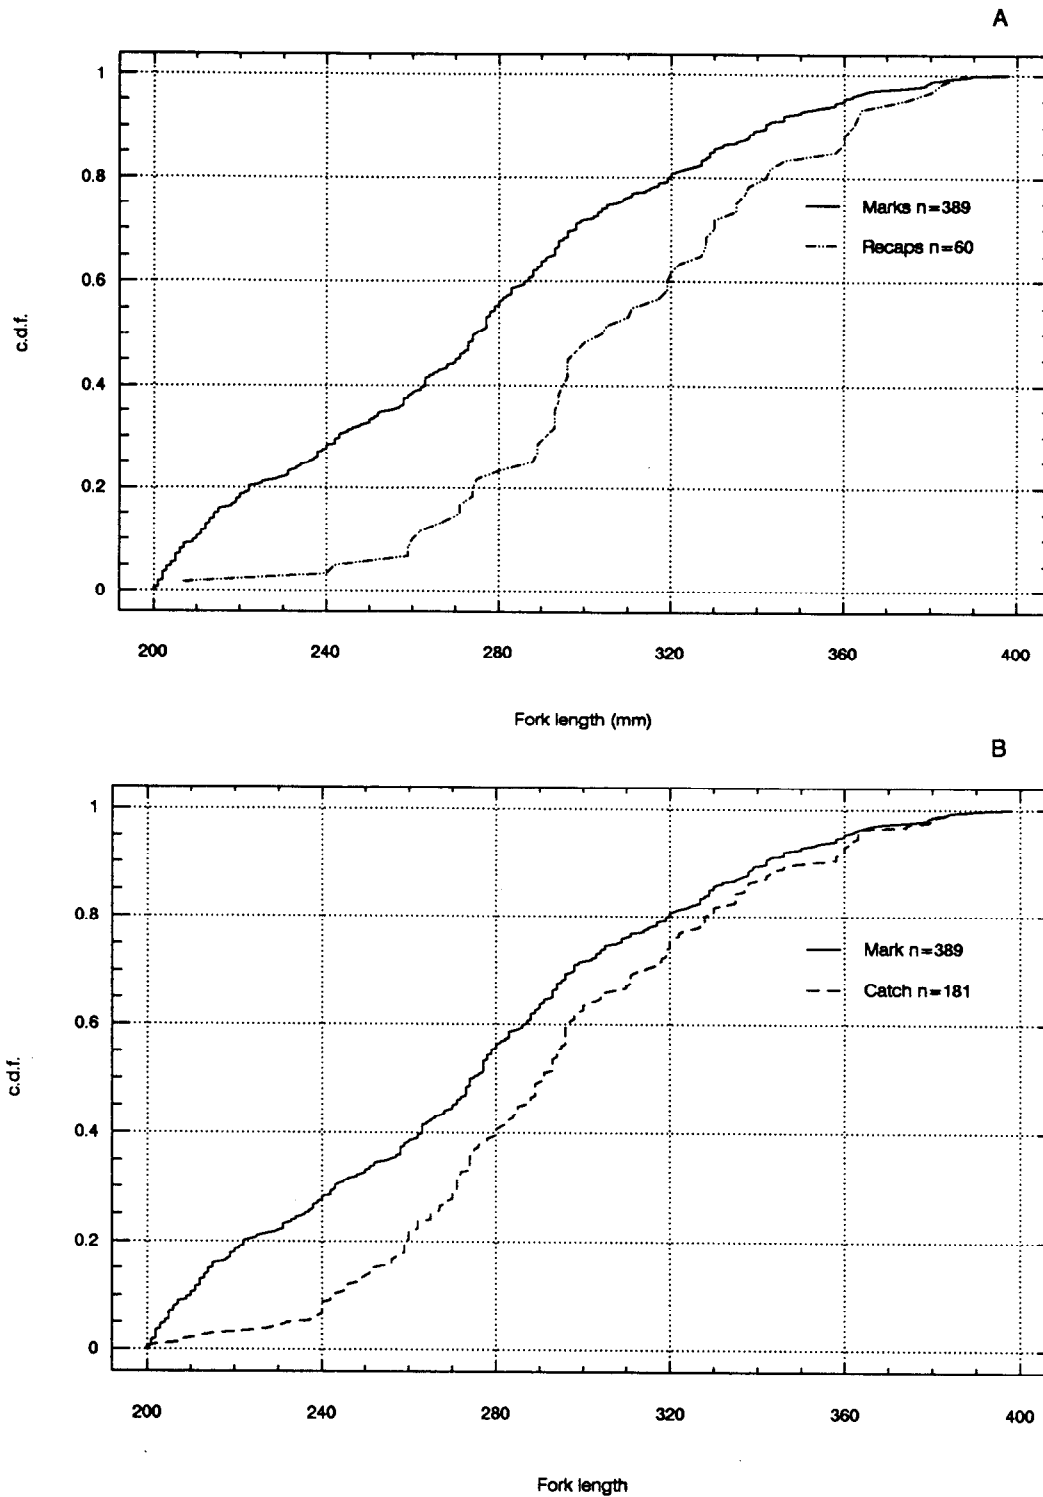 A
1
0.8
Marks n=389
Recaps n=60
0.6
c.d.f.
0.4
0.2
0
200 240 280 320 360 400
Fork length (mm)
B
1
0.8
Mark n=389
Catch n=181
0.6
c.d.f.
0.4
0.2
0
200 240 280 320 360 400
Fork length